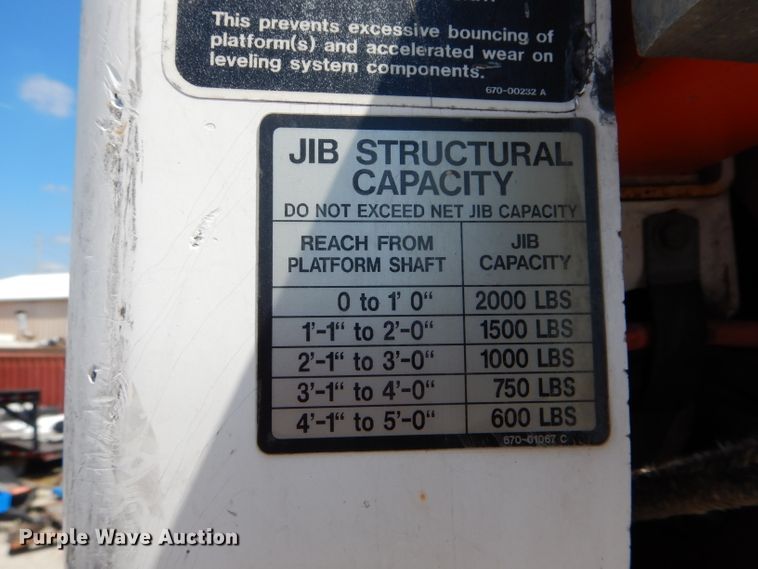 This prevents excessive bouncing of
platform(s) and accelerated wear on
leveling system components.
670-00232 A
JIB STRUCTURAL
CAPACITY
DO NOT EXCEED NET JIB CAPACITY
REACH FROM
PLATFORM SHAFT
JIB
CAPACITY
0 to 1' 0" 2000 LBS
1'-1" to 2'-0" 1500 LBS
2'-1" to 3'-0" 1000 LBS
3'-1" to 4'-0" 750 LBS
4'-1" to 5'-0" 600 LBS
670-01067 C
Purple Wave Auction